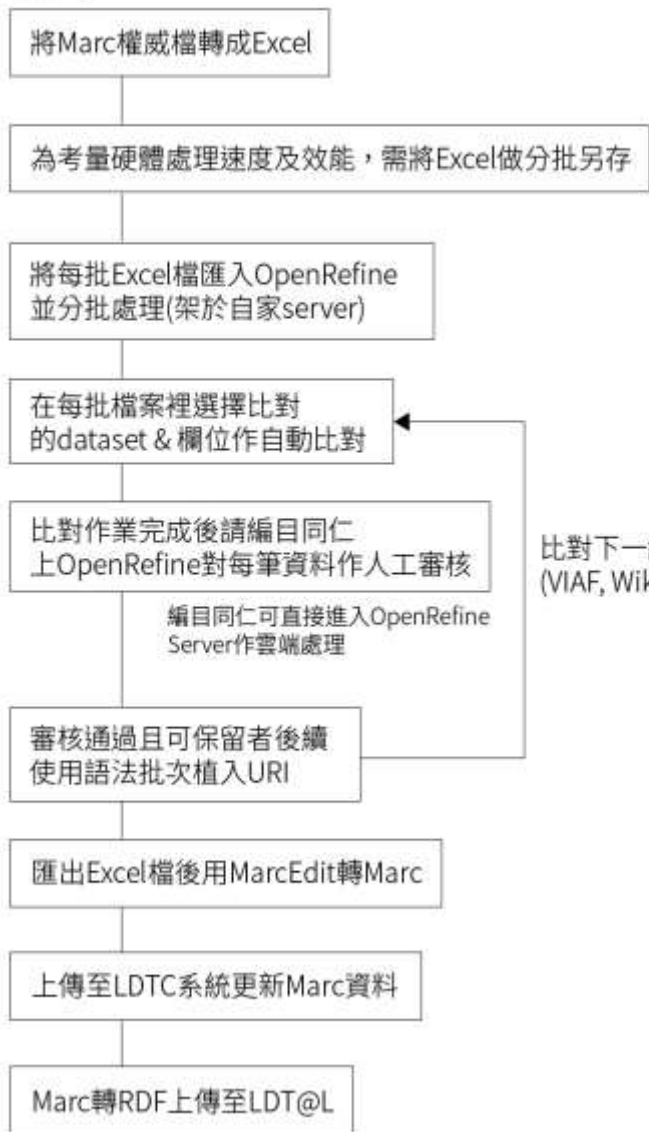 將Marc權威檔轉成Excel
為考量硬體處理速度及效能，需將Excel做分批另存
將每批Excel檔匯入OpenRefine
並分批處理(架於自家server)
在每批檔案裡選擇比對
的dataset & 欄位作自動比對
比對作業完成後請編目同仁
上OpenRefine對每筆資料作人工審核
比對下一
(VIAF, Wik
編目同仁可直接進入OpenRefine
Server作雲端處理
審核通過且可保留者後續
使用語法批次植入URI
匯出Excel檔後用MarcEdit轉Marc
上傳至LDTC系統更新Marc資料
Marc轉RDF上傳至LDT@L